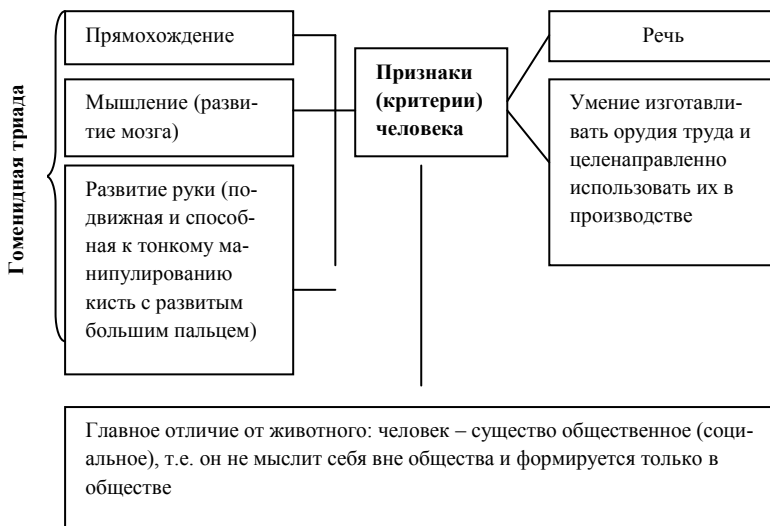 Гоменидная триада
Прямохождение
Мышление (разви-
тие мозга)
Развитие руки (по-
движная и способ-
ная к тонкому ма-
нипулированию
кисть с развитым
большим пальцем)
Признаки
(критерии)
человека
Речь
Умение изготавли-
вать орудия труда и
целенаправленно
использовать их в
производстве
Главное отличие от животного: человек – существо общественное (соци-
альное), т.е. он не мыслит себя вне общества и формируется только в
обществе